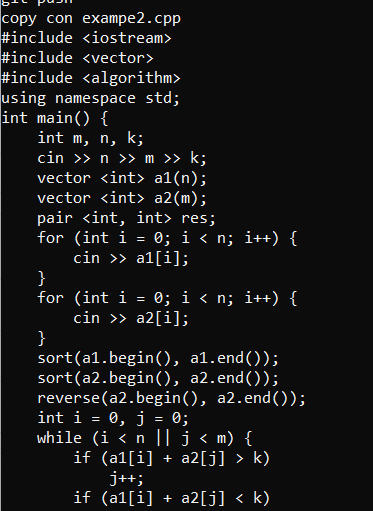 git push
copy con exampe2.cpp
#include <iostream>
#include <vector>
#include <algorithm>
using namespace std;
int main() {
    int m, n, k;
    cin >> n >> m >> k;
    vector <int> a1(n);
    vector <int> a2(m);
    pair <int, int> res;
    for (int i = 0; i < n; i++) {
        cin >> a1[i];
    }
    for (int i = 0; i < n; i++) {
        cin >> a2[i];
    }
    sort(a1.begin(), a1.end());
    sort(a2.begin(), a2.end());
    reverse(a2.begin(), a2.end());
    int i = 0, j = 0;
    while (i < n || j < m) {
        if (a1[i] + a2[j] > k)
            j++;
        if (a1[i] + a2[j] < k)